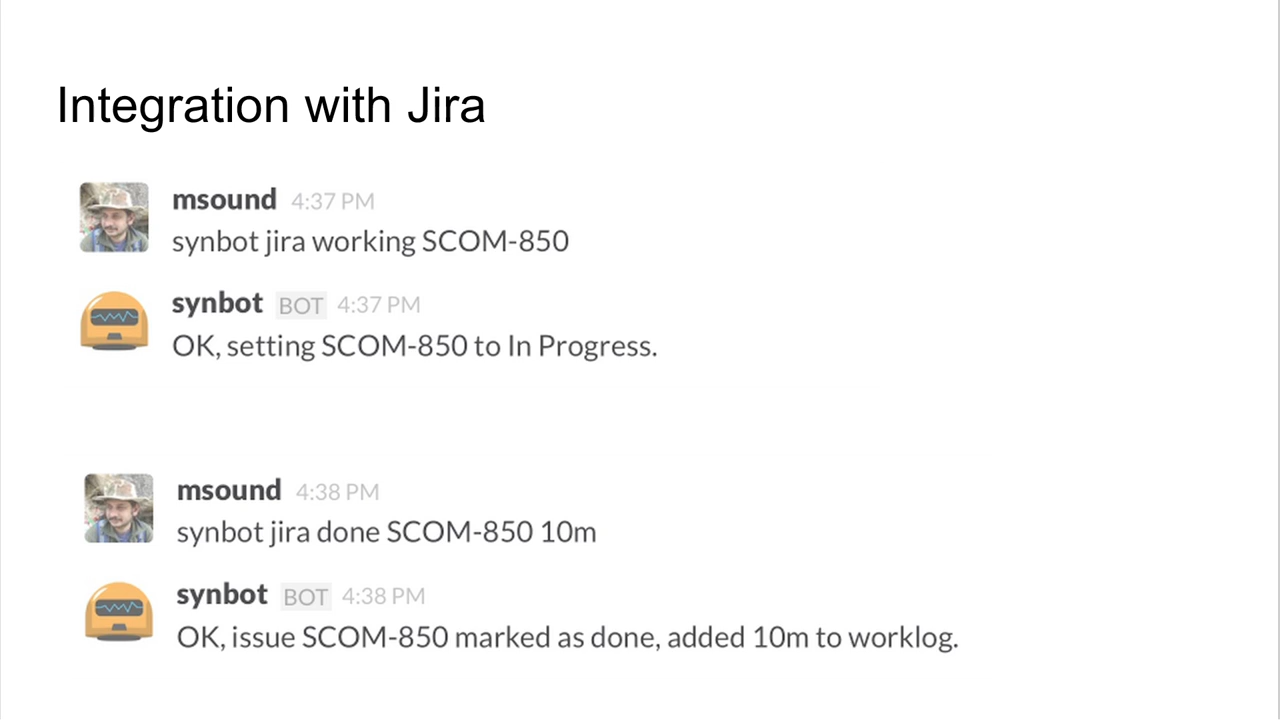 Integration with Jira
msound 4:37 PM
synbot jira working SCOM-850
synbot BOT 4:37 PM
OK, setting SCOM-850 to In Progress.
msound 4:38 PM
synbot jira done SCOM-850 10m
synbot BOT 4:38 PM
OK, issue SCOM-850 marked as done, added 10m to worklog.